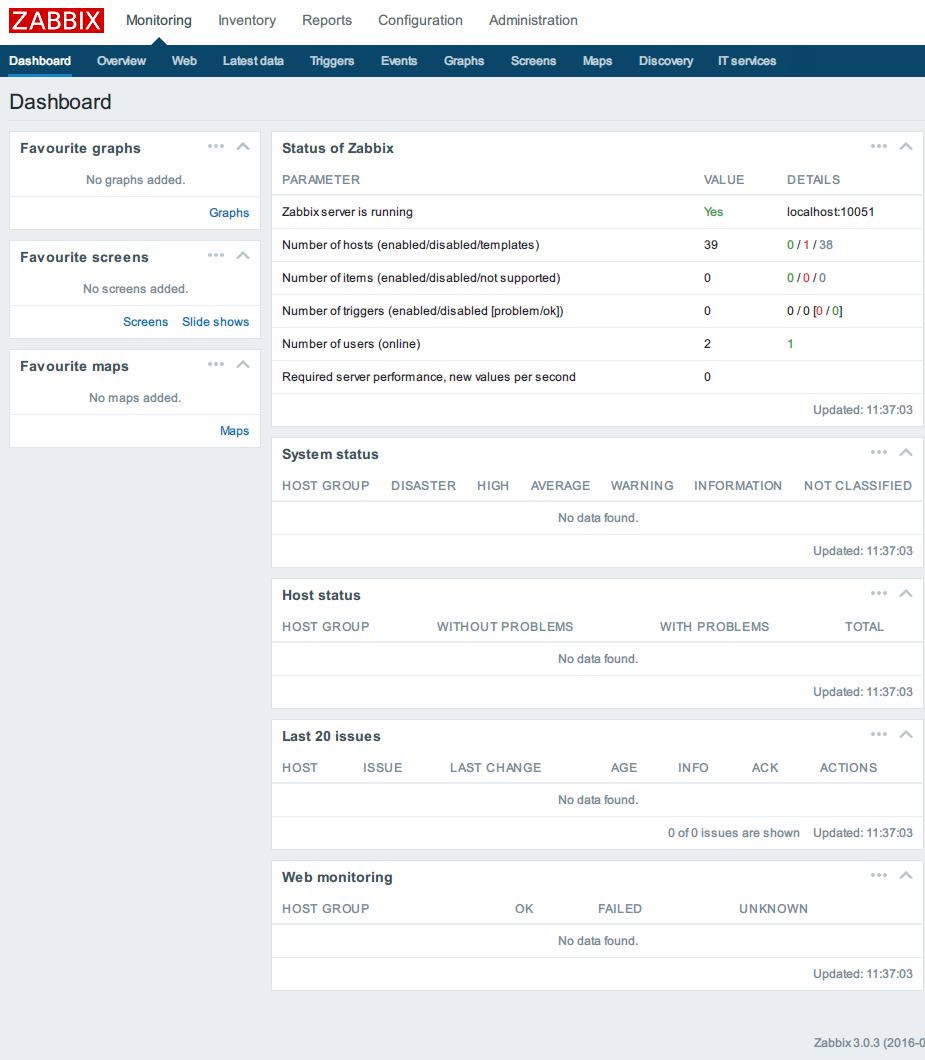 ZABBIX Monitoring Inventory Reports Configuration Administration
Dashboard Overview Web Latest data Triggers Events Graphs Screens Maps Discovery IT services
Dashboard
Favourite graphs
No graphs added.
Graphs
Favourite screens
No screens added.
Screens Slide shows
Favourite maps
No maps added.
Maps
Status of Zabbix
PARAMETER VALUE DETAILS
Zabbix server is running Yes localhost:10051
Number of hosts (enabled/disabled/templates) 39 0 / 1 / 38
Number of items (enabled/disabled/not supported) 0 0 / 0 / 0
Number of triggers (enabled/disabled [problem/ok]) 0 0 / 0 [0 / 0]
Number of users (online) 2 1
Required server performance, new values per second 0
Updated: 11:37:03
System status
HOST GROUP DISASTER HIGH AVERAGE WARNING INFORMATION NOT CLASSIFIED
No data found.
Updated: 11:37:03
Host status
HOST GROUP WITHOUT PROBLEMS WITH PROBLEMS TOTAL
No data found.
Updated: 11:37:03
Last 20 issues
HOST ISSUE LAST CHANGE AGE INFO ACK ACTIONS
No data found.
0 of 0 issues are shown Updated: 11:37:03
Web monitoring
HOST GROUP OK FAILED UNKNOWN
No data found.
Updated: 11:37:03
Zabbix 3.0.3 (2016-0